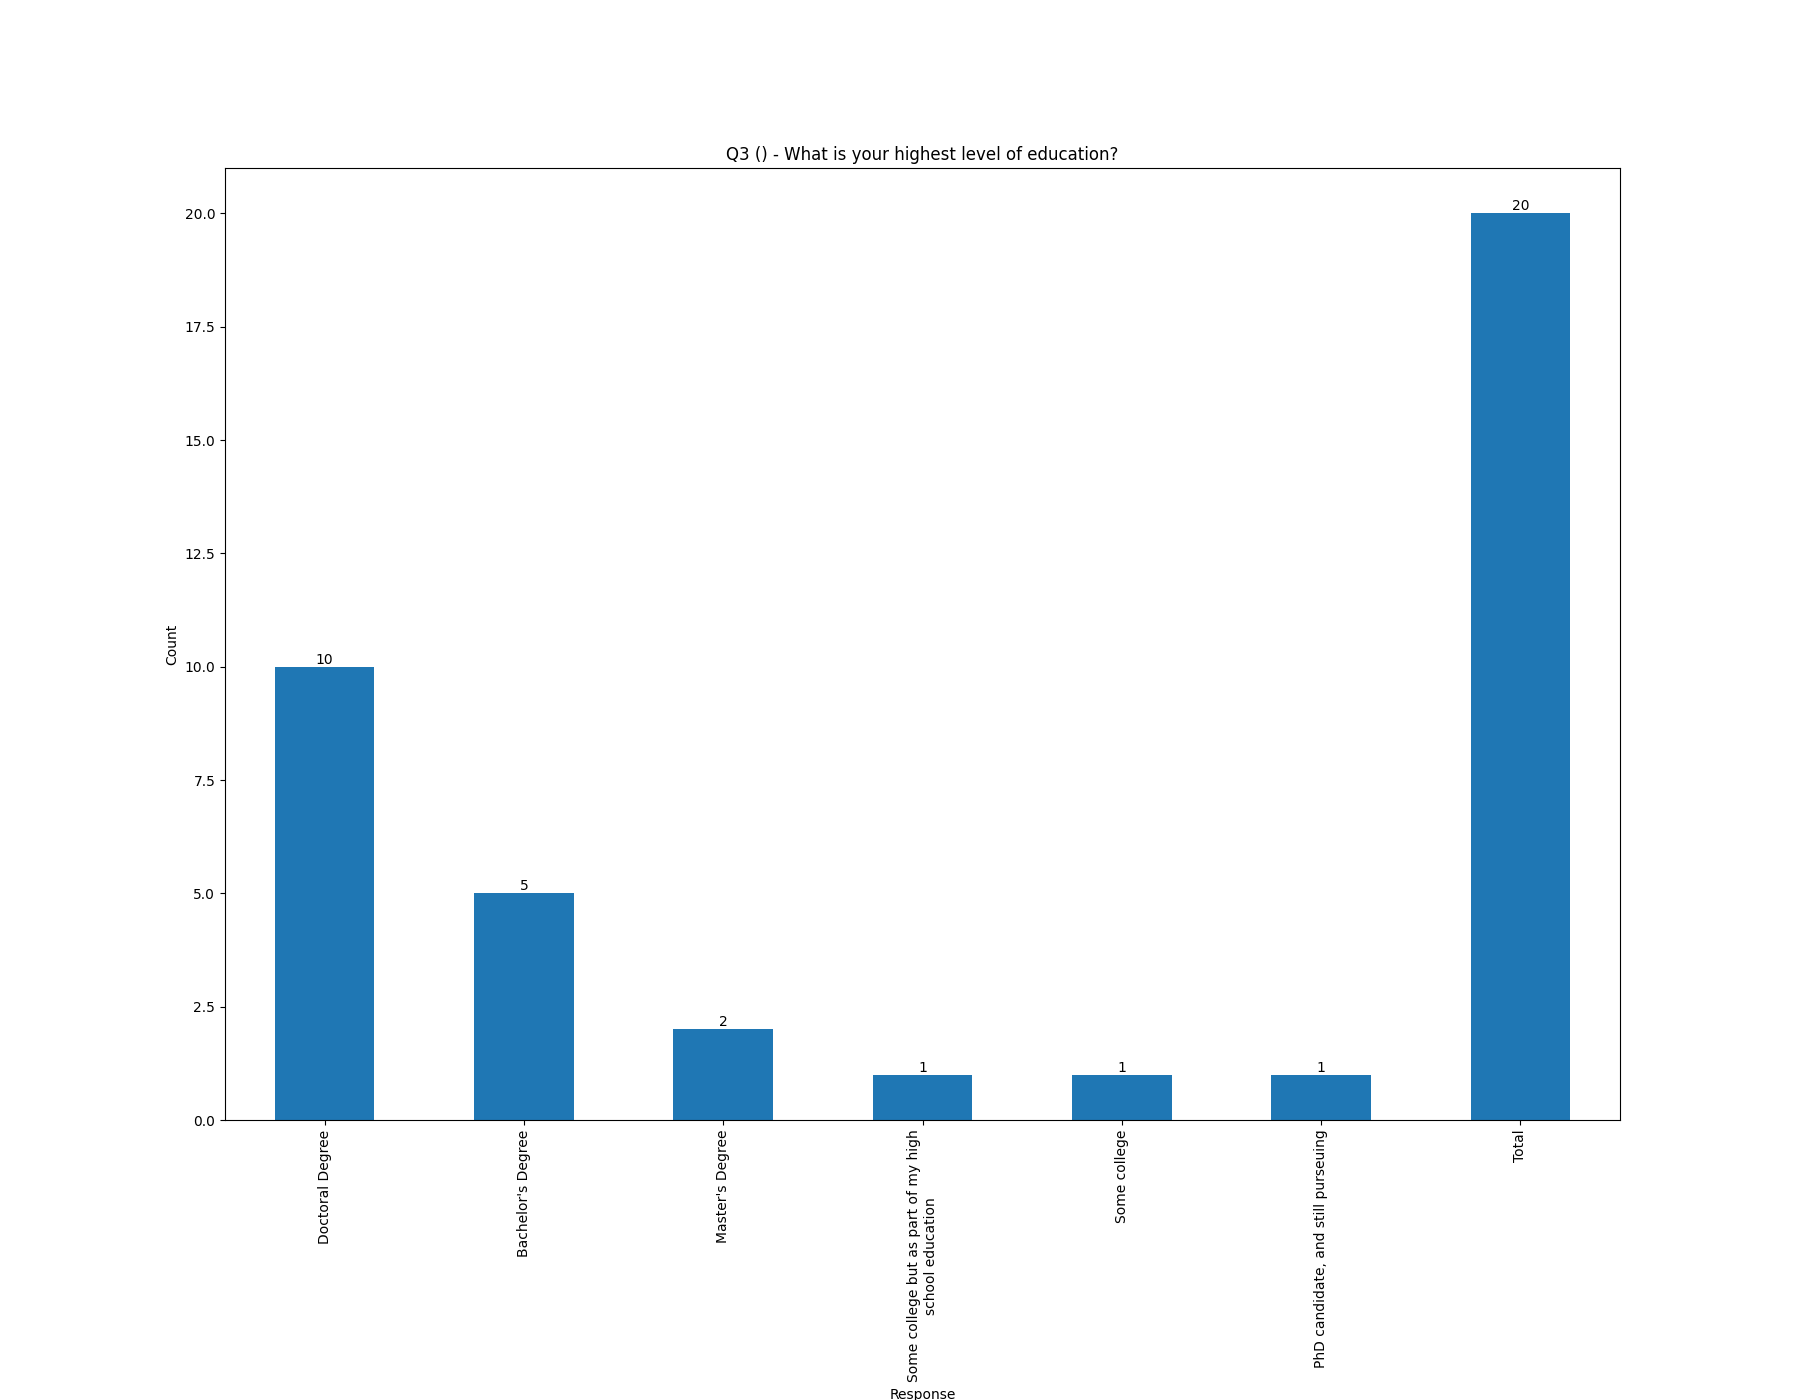 Q3 () - What is your highest level of education?
20.0
17.5
15.0
12.5
10.0
7.5
5.0
2.5
0.0
Count
10
5
2
1
1
1
20
Doctoral Degree
Bachelor's Degree
Master's Degree
Some college but as part of my high
school education
Some college
PhD candidate, and still purseuing
Total
Response